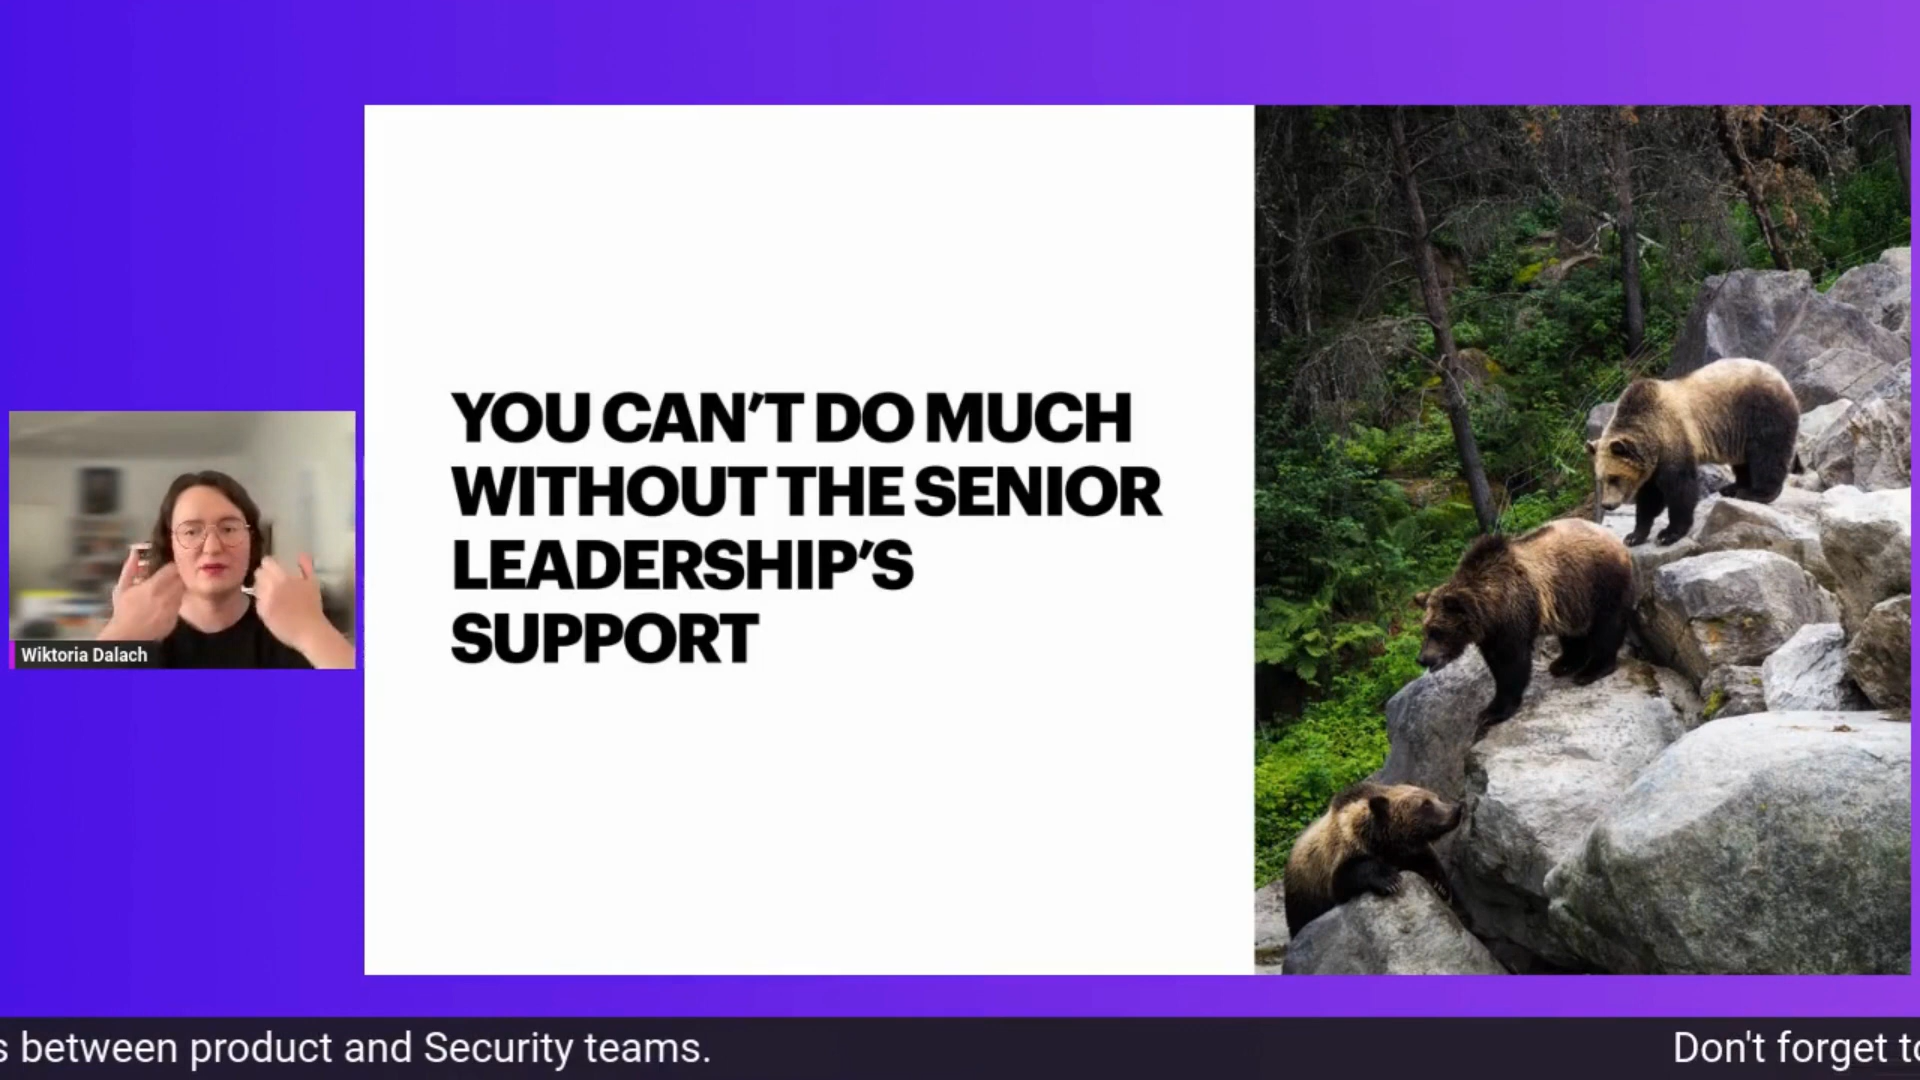 YOU CAN'T DO MUCH
WITHOUT THE SENIOR
LEADERSHIP'S
SUPPORT
Wiktoria Dalach
s between product and Security teams.
Don't forget to